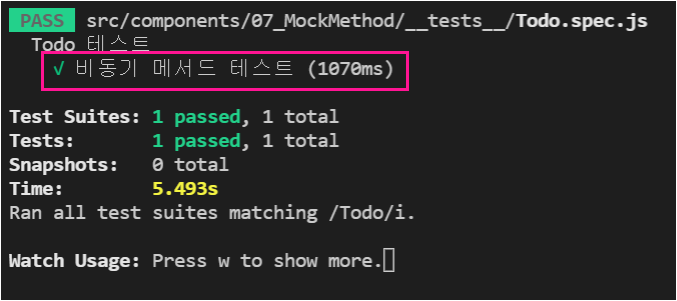 PASS src/components/07_MockMethod/__tests__/Todo.spec.js
Todo 테스트
√ 비동기 메서드 테스트 (1070ms)
Test Suites: 1 passed, 1 total
Tests: 1 passed, 1 total
Snapshots: 0 total
Time: 5.493s
Ran all test suites matching /Todo/i.
Watch Usage: Press w to show more.